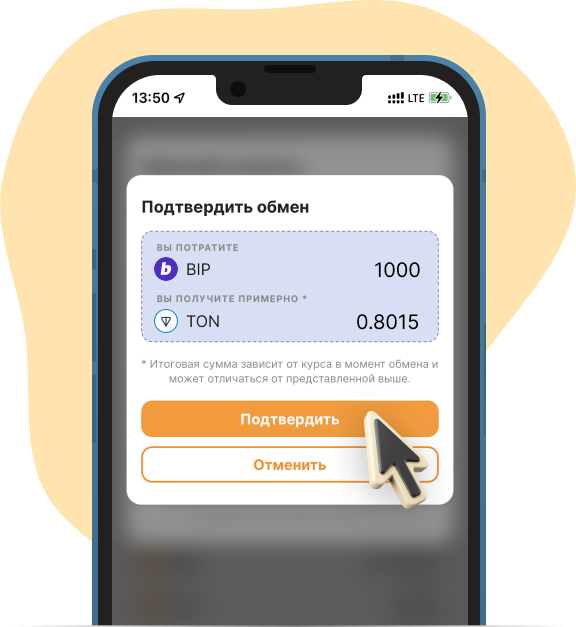 13:50
LTE
Подтвердить обмен
ВЫ ПОТРАТИТЕ
b BIP 1000
ВЫ ПОЛУЧИТЕ ПРИМЕРНО *
TON 0.8015
* Итоговая сумма зависит от курса в момент обмена и
может отличаться от представленной выше.
Подтвердить
Отменить